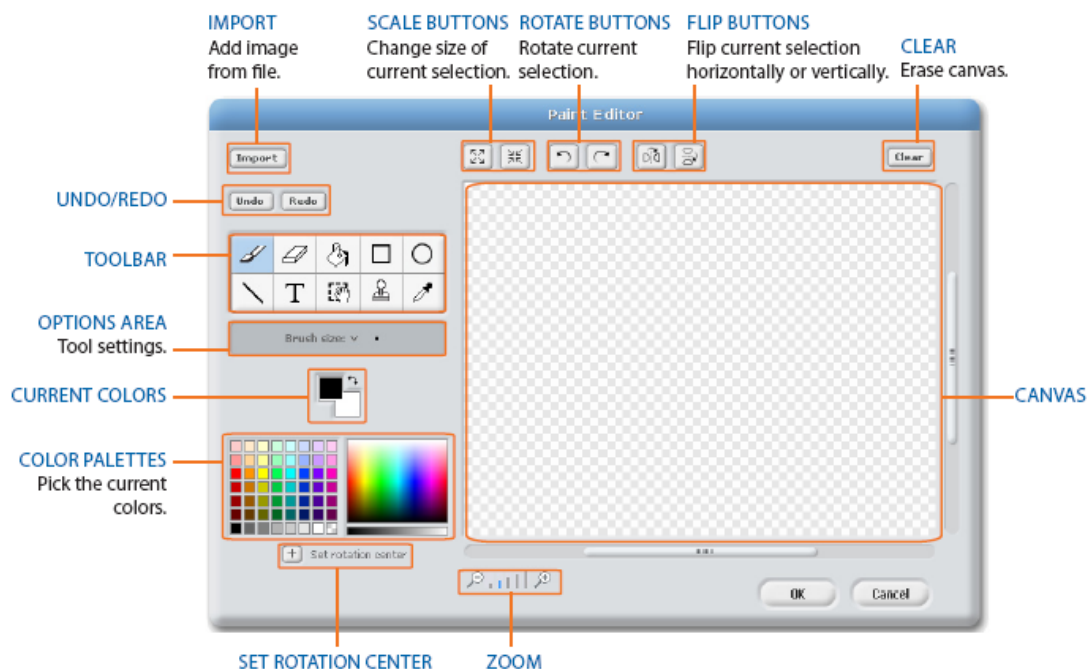 IMPORT
Add image
from file.
SCALE BUTTONS
Change size of
current selection.
ROTATE BUTTONS
Rotate current
selection.
FLIP BUTTONS
Flip current selection
horizontally or vertically.
CLEAR
Erase canvas.
Paint Editor
Import
Clear
UNDO/REDO
Undo
Redo
TOOLBAR
T
OPTIONS AREA
Tool settings.
Brush size:
CURRENT COLORS
CANVAS
COLOR PALETTES
Pick the current
colors.
Set rotation center
OK
Cancel
SET ROTATION CENTER
ZOOM